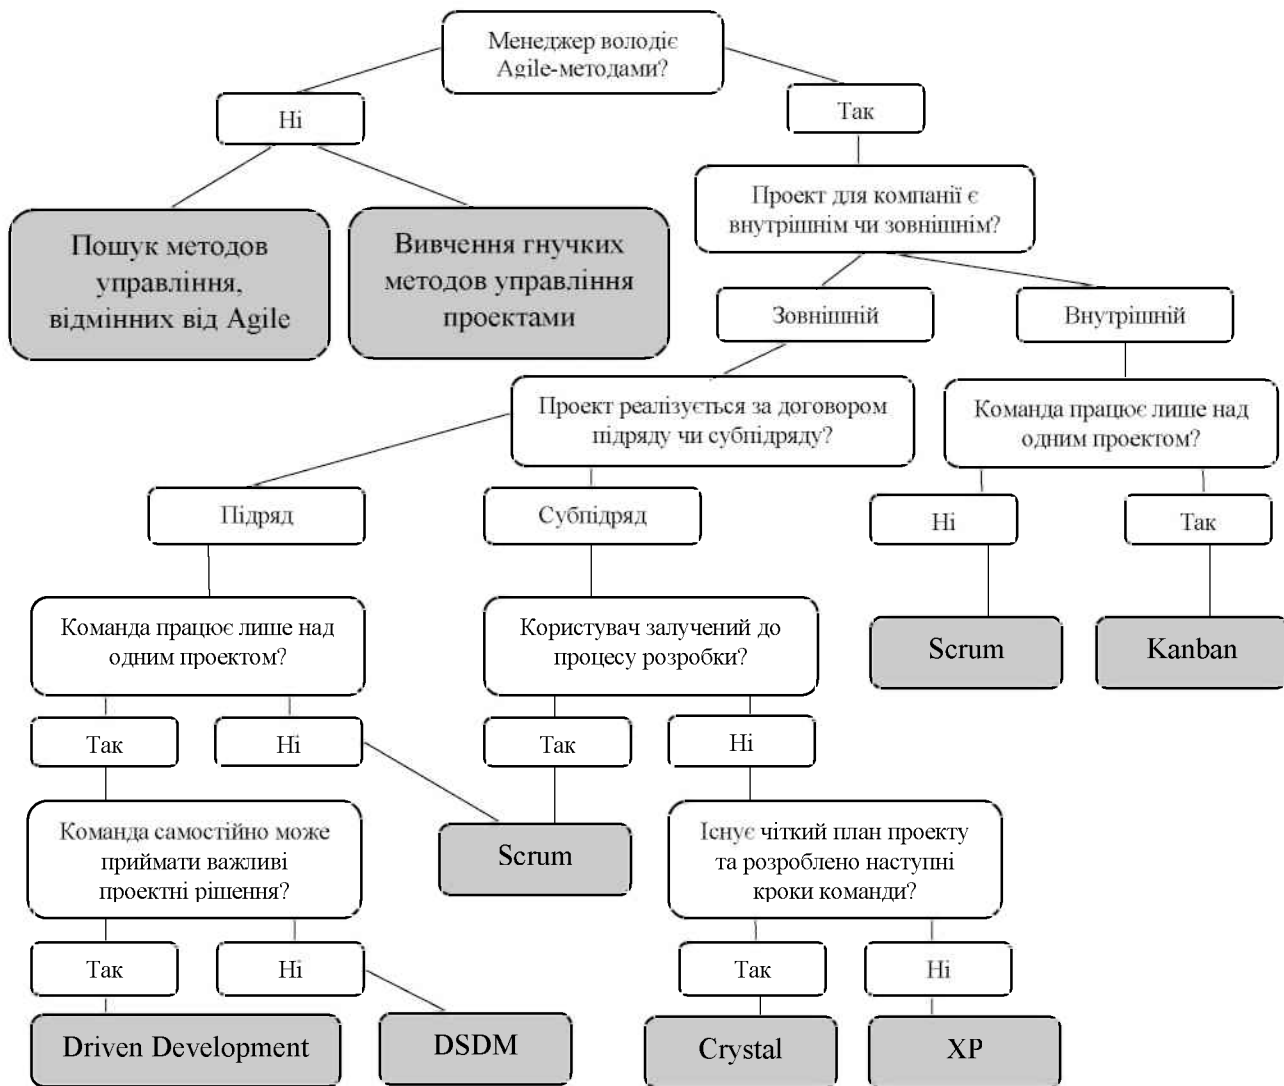 Менеджер володіє
Agile-методами?
Ні
Так
Проект для компанії є
внутрішнім чи зовнішнім?
Пошук методов
управління,
відмінних від Agile
Вивчення гнучких
методов управління
проектами
Зовнішній
Внутрішній
Проект реалізується за договором
підряду чи субпідряду?
Команда працює лише над
одним проектом?
Підряд
Субпідряд
Ні
Так
Команда працює лише над
одним проектом?
Користувач залучений до
процесу розробки?
Scrum
Kanban
Так
Ні
Так
Ні
Команда самостійно може
приймати важливі
проектні рішення?
Scrum
Існує чіткий план проекту
та розроблено наступні
кроки команди?
Так
Ні
Так
Ні
Driven Development
DSDM
Crystal
XP